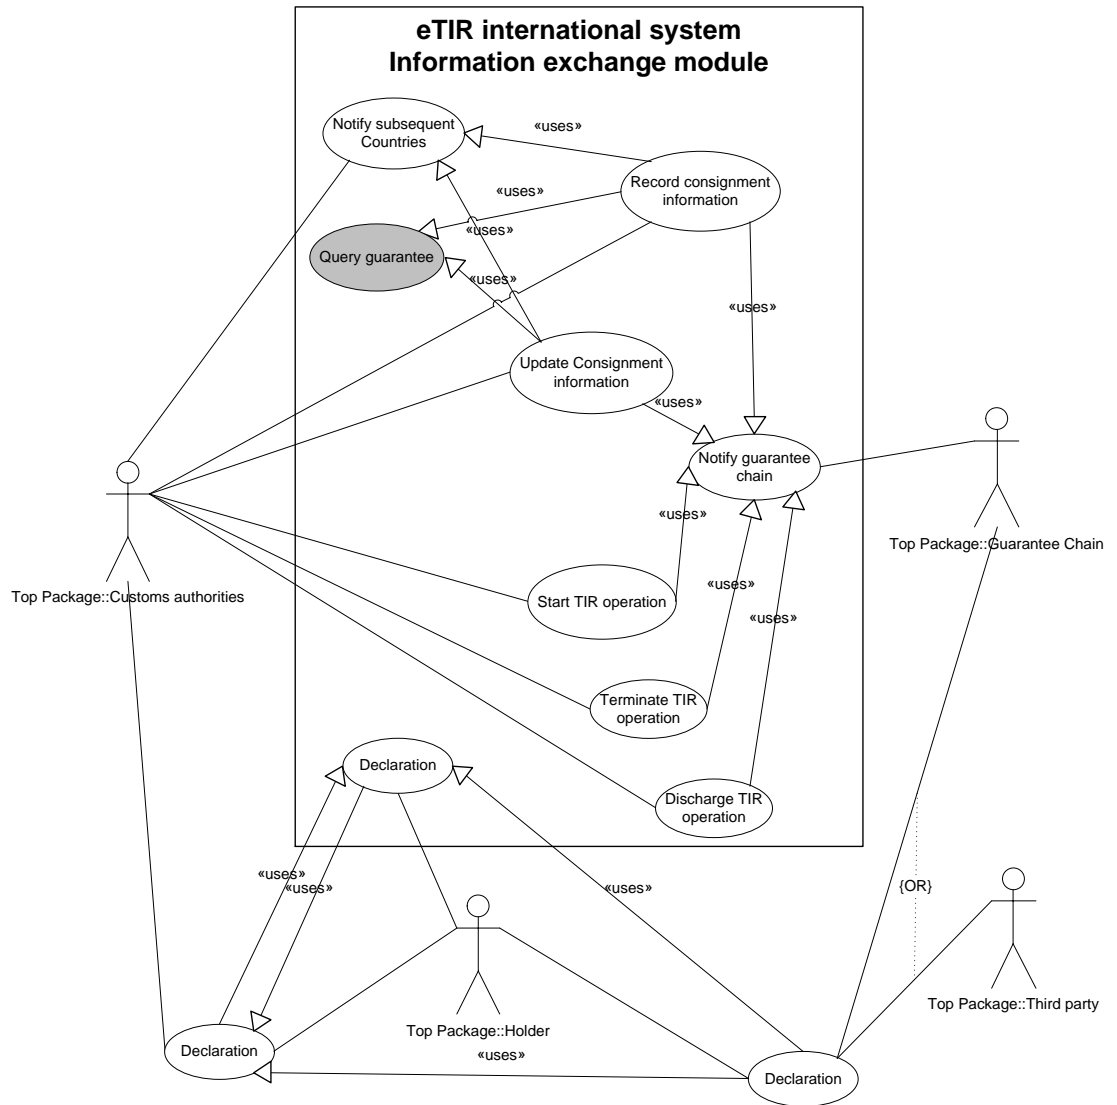 eTIR international system
Information exchange module
Notify subsequent
Countries
«uses»
Record consignment
information
«uses»
«uses»
Query guarantee
«uses»
«uses»
Update Consignment
information
«uses»
Notify guarantee
chain
«uses»
Top Package::Guarantee Chain
Top Package::Customs authorities
Start TIR operation
«uses»
«uses»
Terminate TIR
operation
Declaration
Discharge TIR
operation
«uses»
«uses»
«uses»
{OR}
Top Package::Holder
Top Package::Third party
Declaration
«uses»
Declaration